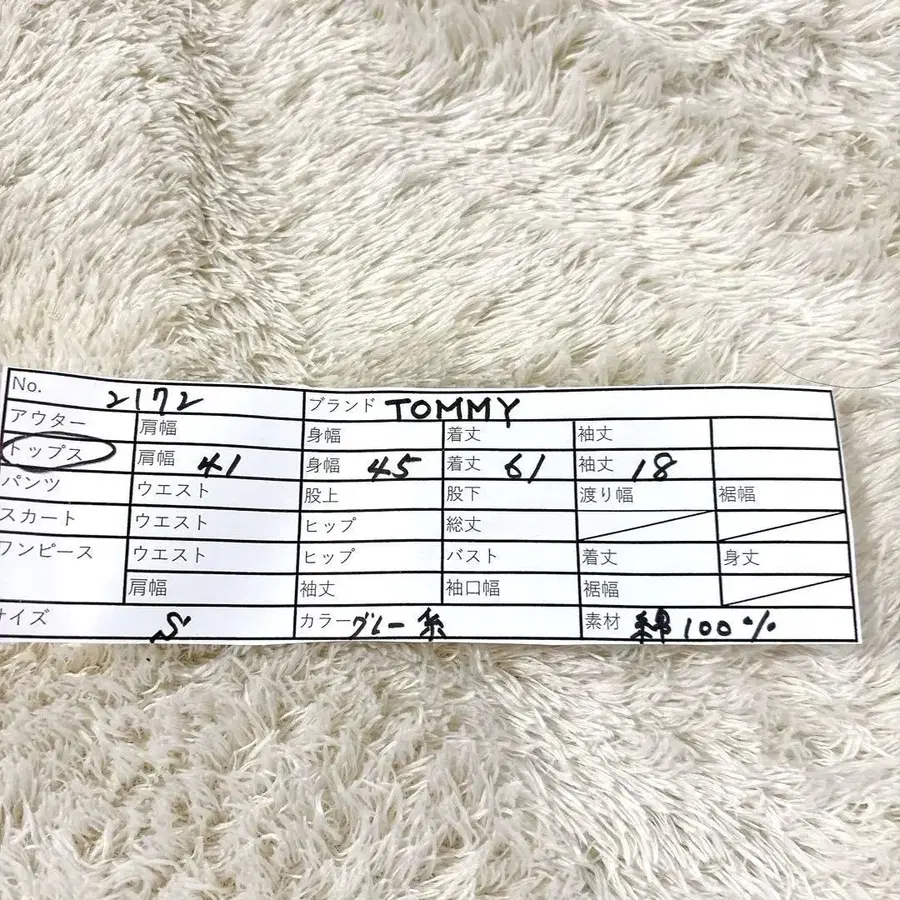 No. 2172 ブランド TOMMY
アウター 肩幅 身幅 着丈 袖丈
トップス 肩幅 41 身幅 45 着丈 61 袖丈 18
パンツ ウエスト 股上 股下 渡り幅 裾幅
スカート ウエスト ヒップ 総丈
ワンピース ウエスト ヒップ バスト 着丈 身丈
肩幅 袖丈 袖口幅 裾幅
サイズ S カラー グレー系 素材 綿100%